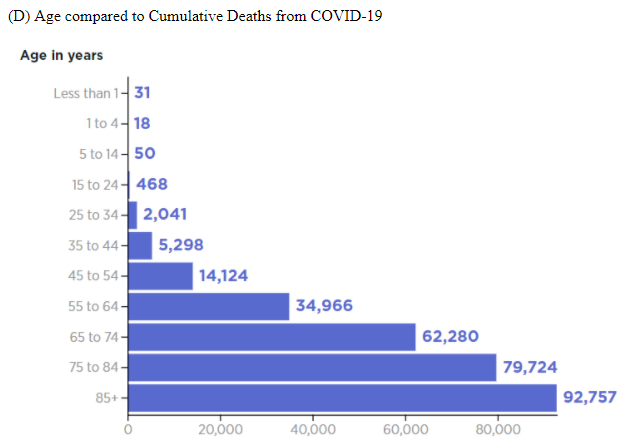 (D) Age compared to Cumulative Deaths from COVID-19
Age in years
Less than 1 31
1 to 4 18
5 to 14 50
15 to 24 468
25 to 34 2,041
35 to 44 5,298
45 to 54 14,124
55 to 64 34,966
65 to 74 62,280
75 to 84 79,724
85+ 92,757
0 20,000 40,000 60,000 80,000